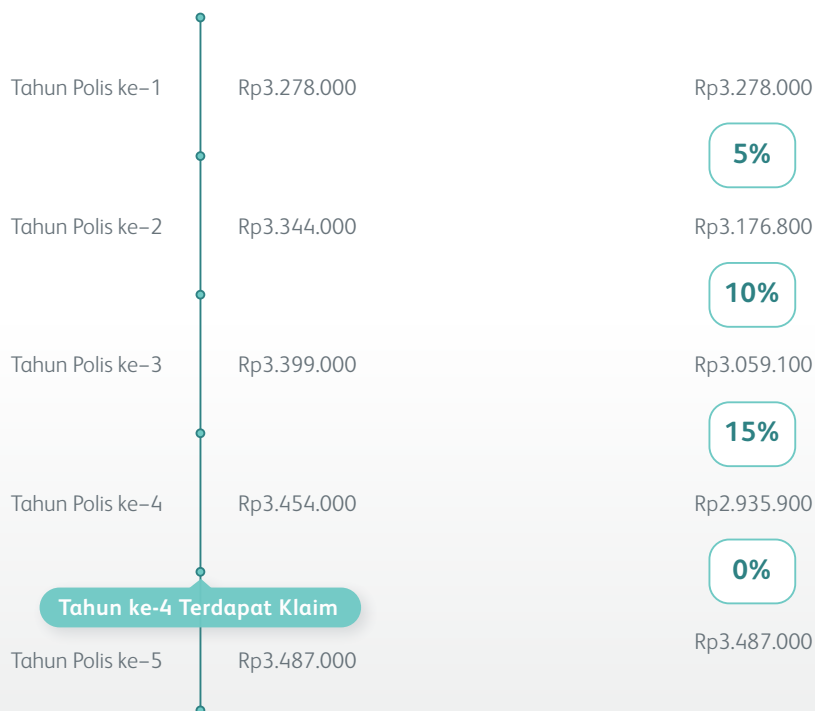 Tahun Polis ke–1 Rp3.278.000 Rp3.278.000
5%
Tahun Polis ke–2 Rp3.344.000 Rp3.176.800
10%
Tahun Polis ke–3 Rp3.399.000 Rp3.059.100
15%
Tahun Polis ke–4 Rp3.454.000 Rp2.935.900
0%
Tahun ke-4 Terdapat Klaim
Tahun Polis ke–5 Rp3.487.000 Rp3.487.000